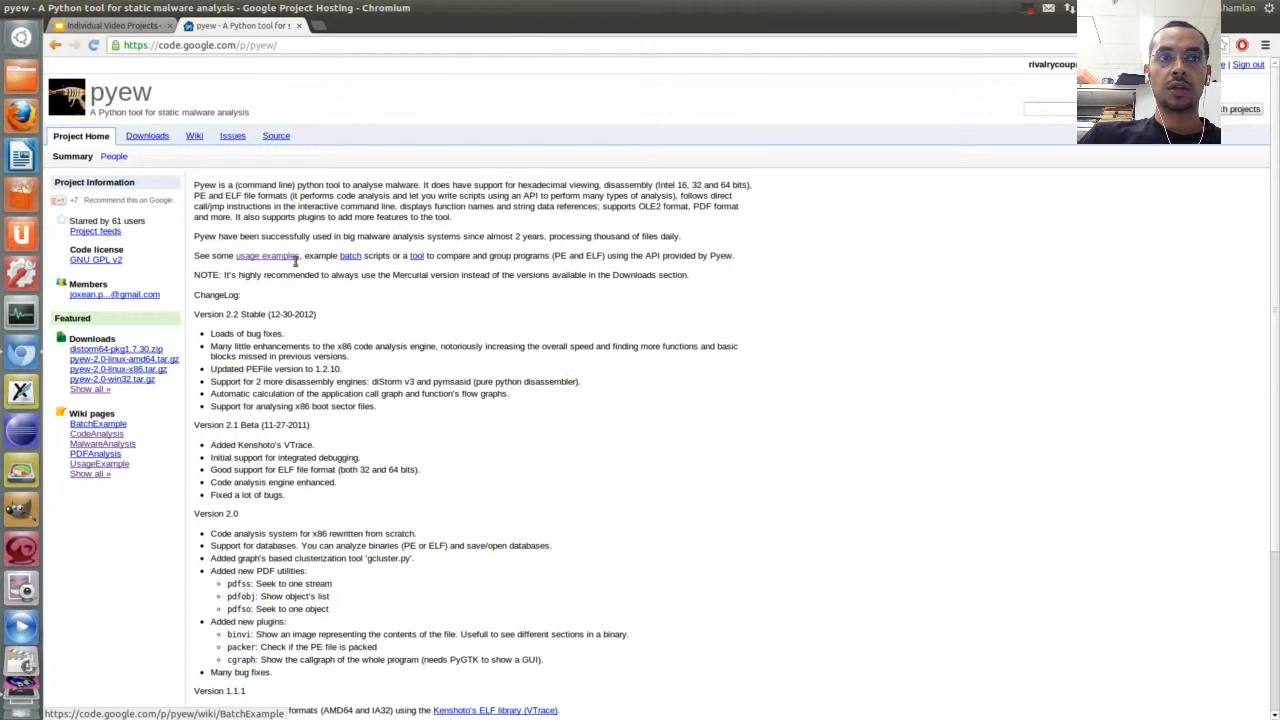 pyew - A Python tool for static malware analysis - Chromium
Individual Video Projects-
pyew - A Python tool for s
https://code.google.com/p/pyew/
rivalrycoup
e | Sign out
pyew
A Python tool for static malware analysis
ch projects
Project Home
Downloads
Wiki
Issues
Source
Summary
People
Project Information
+1 +7 Recommend this on Google
Starred by 61 users
Project feeds
Code license
GNU GPL v2
Members
joxean.p...@gmail.com
Featured
Downloads
distorm64-pkg1.7.30.zip
pyew-2.0-linux-amd64.tar.gz
pyew-2.0-linux-x86.tar.gz
pyew-2.0-win32.tar.gz
Show all »
Wiki pages
BatchExample
CodeAnalysis
MalwareAnalysis
PDFAnalysis
UsageExample
Show all »
Pyew is a (command line) python tool to analyse malware. It does have support for hexadecimal viewing, disassembly (Intel 16, 32 and 64 bits),
PE and ELF file formats (it performs code analysis and let you write scripts using an API to perform many types of analysis), follows direct
call/jmp instructions in the interactive command line, displays function names and string data references; supports OLE2 format, PDF format
and more. It also supports plugins to add more features to the tool.
Pyew have been successfully used in big malware analysis systems since almost 2 years, processing thousand of files daily.
See some usage examples, example batch scripts or a tool to compare and group programs (PE and ELF) using the API provided by Pyew.
NOTE: It's highly recommended to always use the Mercurial version instead of the versions available in the Downloads section.
ChangeLog:
Version 2.2 Stable (12-30-2012)
Loads of bug fixes.
Many little enhancements to the x86 code analysis engine, notoriously increasing the overall speed and finding more functions and basic
blocks missed in previous versions.
Updated PEFile version to 1.2.10.
Support for 2 more disassembly engines: diStorm v3 and pymsasid (pure python disassembler).
Automatic calculation of the application call graph and function's flow graphs.
Support for analysing x86 boot sector files.
Version 2.1 Beta (11-27-2011)
Added Kenshoto's VTrace.
Initial support for integrated debugging.
Good support for ELF file format (both 32 and 64 bits).
Code analysis engine enhanced.
Fixed a lot of bugs.
Version 2.0
Code analysis system for x86 rewritten from scratch.
Support for databases. You can analyze binaries (PE or ELF) and save/open databases.
Added graph's based clusterization tool 'gcluster.py'.
Added new PDF utilities:
pdfss: Seek to one stream
pdfobj: Show object's list
pdfso: Seek to one object
Added new plugins:
binvi: Show an image representing the contents of the file. Usefull to see different sections in a binary.
packer: Check if the PE file is packed
cgraph: Show the callgraph of the whole program (needs PyGTK to show a GUI).
Many bug fixes.
Version 1.1.1
formats (AMD64 and IA32) using the Kenshoto's ELF library (VTrace).
https://code.google.com/p/pyew/wiki/BatchExample